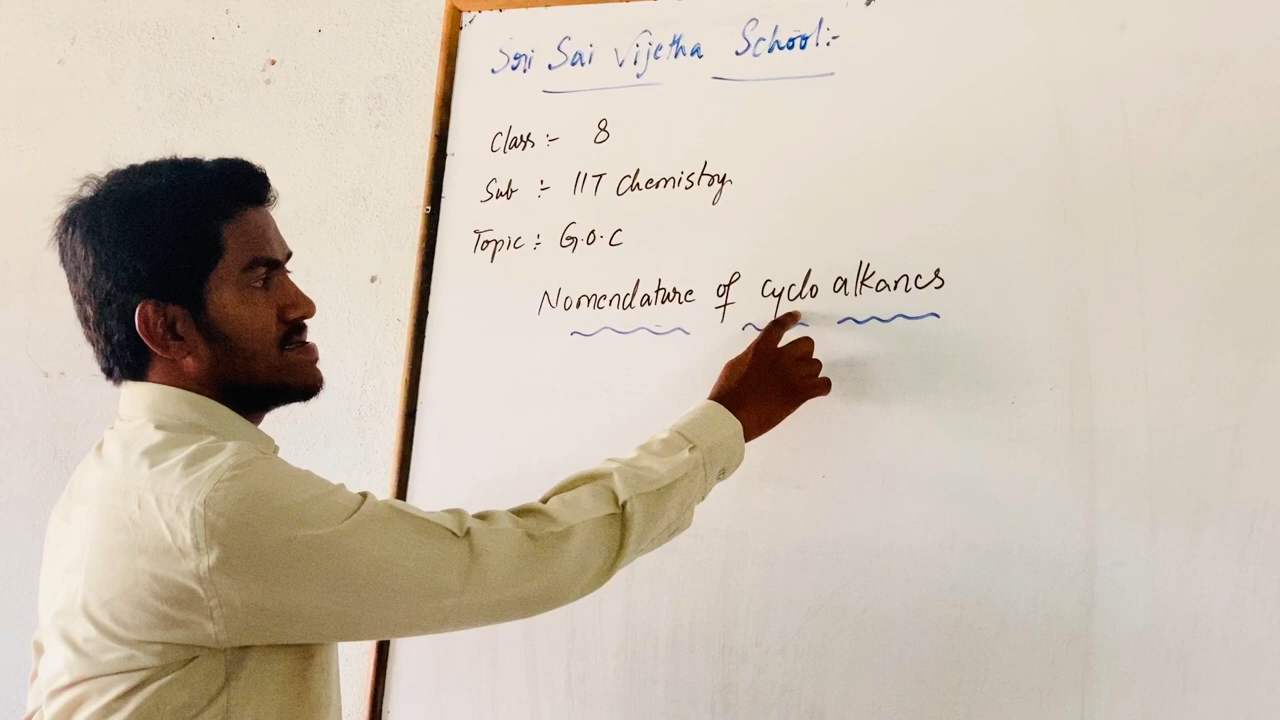 Sri Sai Vijetha School:-
Class :- 8
Sub :- IIT Chemistry
Topic :- G.O.C
Nomenclature of cyclo alkanes